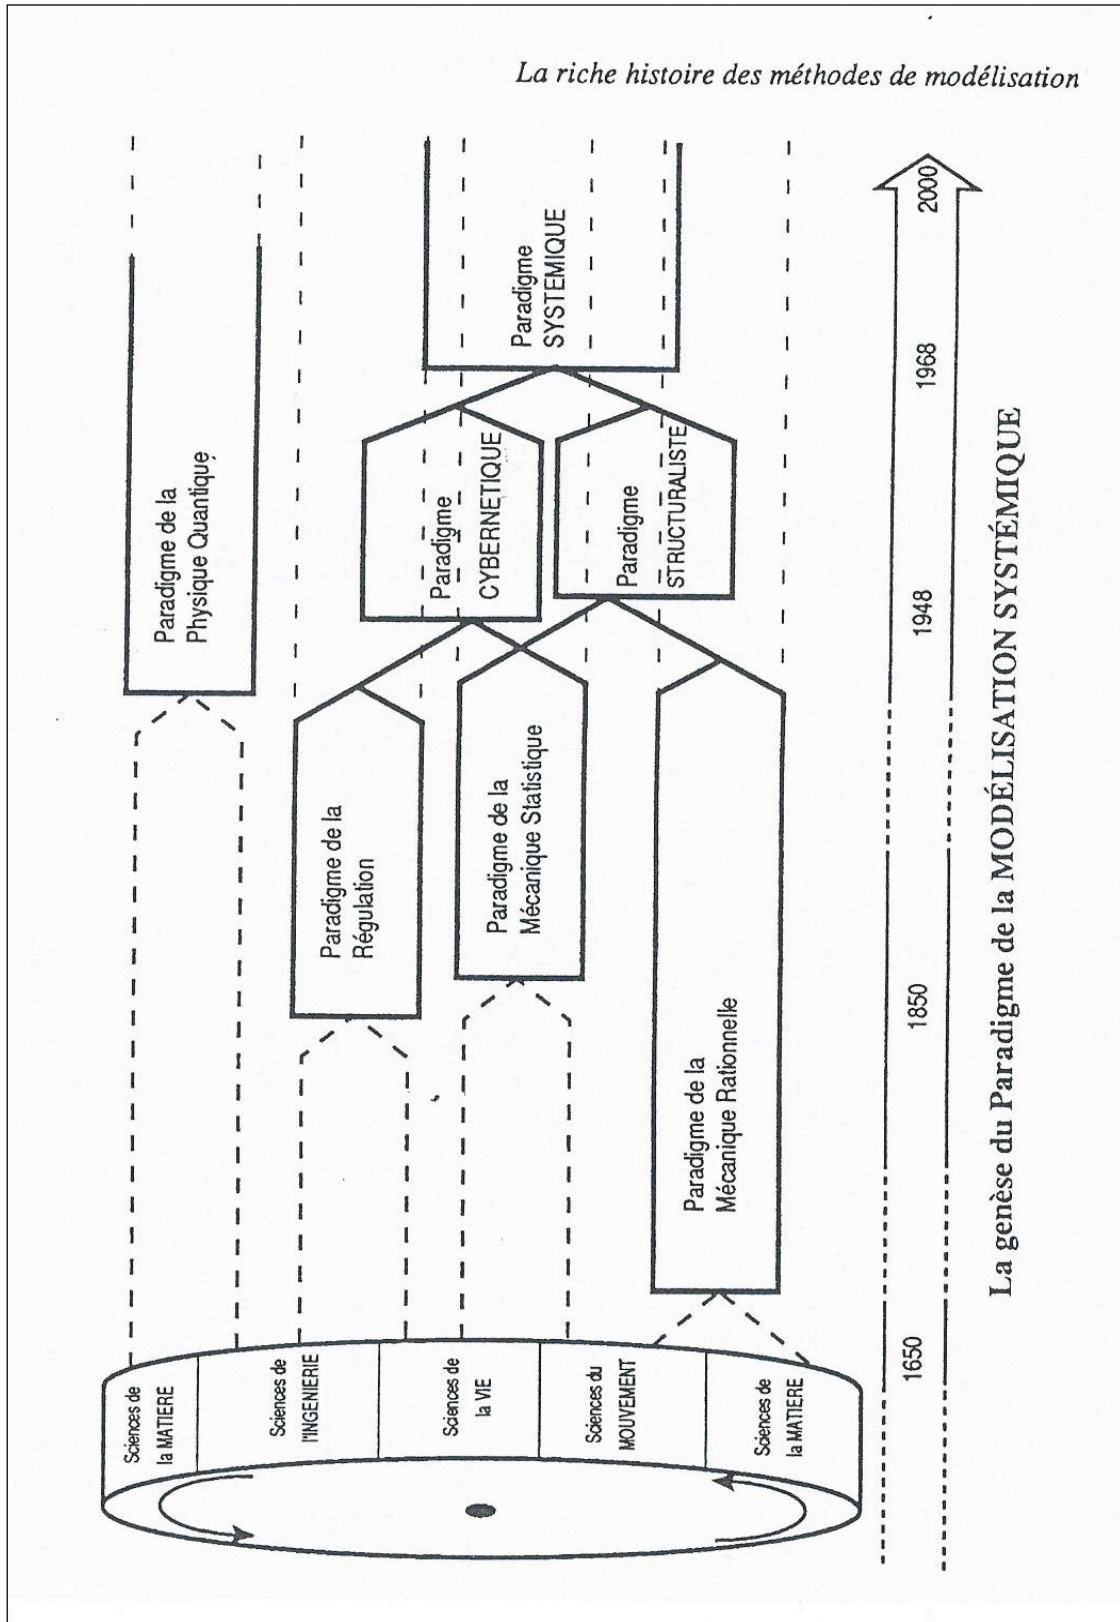 La riche histoire des méthodes de modélisation
Sciences de
la MATIERE
Sciences de
l'INGENIERIE
Sciences de
la VIE
Sciences du
MOUVEMENT
Sciences de
la MATIERE
Paradigme de la
Physique Quantique
Paradigme de la
Régulation
Paradigme de la
Mécanique Statistique
Paradigme de la
Mécanique Rationnelle
Paradigme
CYBERNETIQUE
Paradigme
STRUCTURALISTE
Paradigme
SYSTEMIQUE
1650
1850
1948
1968
2000
La genèse du Paradigme de la MODÉLISATION SYSTÉMIQUE